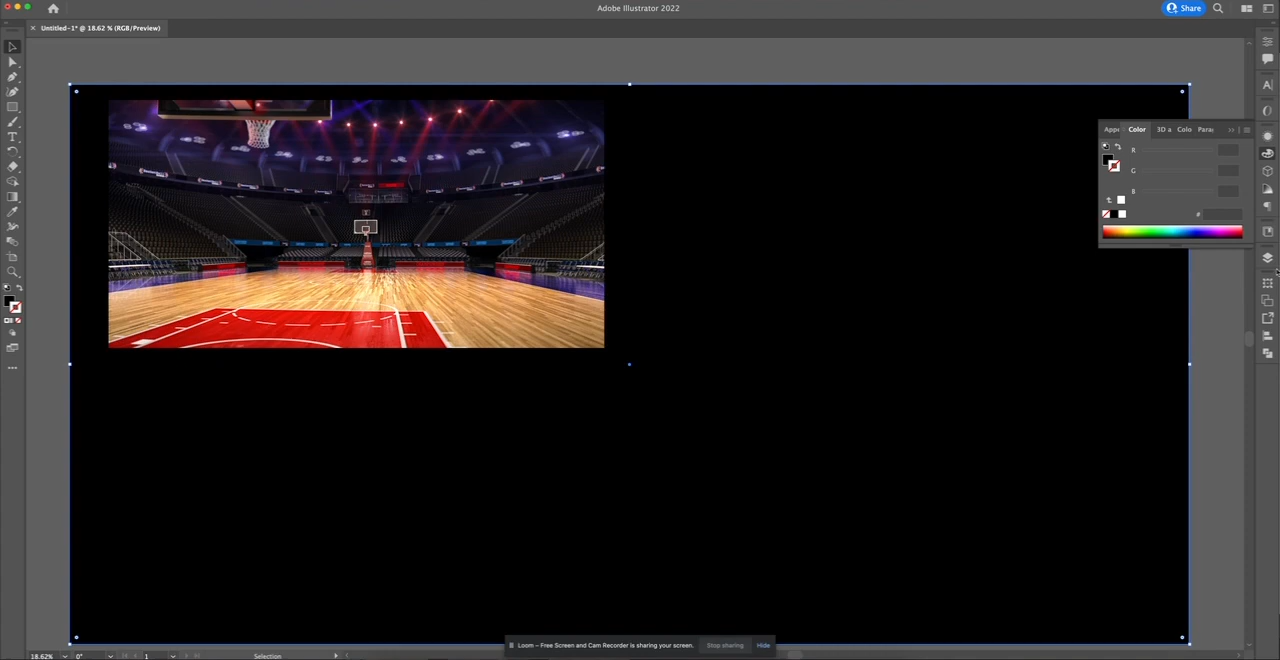 Adobe Illustrator 2022
Share
× Untitled-1* @ 18.62 % (RGB/Preview)
Appe Color 3D a Colo Para
R
G
B
#
Loom – Free Screen and Cam Recorder is sharing your screen. Stop sharing Hide
18.62% 0° 1 Selection